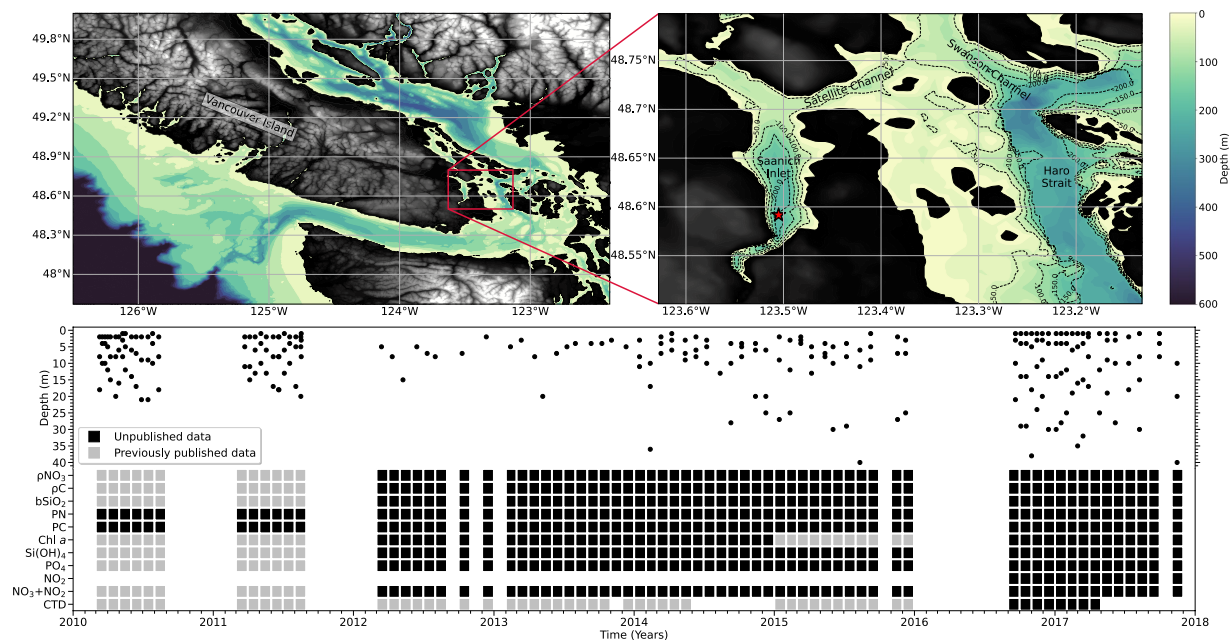 49.8°N
49.5°N
49.2°N
48.9°N
48.6°N
48.3°N
48°N
126°W
125°W
124°W
123°W
Vancouver Island
48.75°N
48.7°N
48.65°N
48.6°N
48.55°N
123.6°W
123.5°W
123.4°W
123.3°W
123.2°W
Swanson Channel
Satellite Channel
Saanich
Inlet
Haro
Strait
0
100
200
300
400
500
600
Depth (m)
0
5
10
15
20
25
30
35
40
Depth (m)
Unpublished data
Previously published data
ρNO₃
ρC
bSiO₂
PN
PC
Chl a
Si(OH)₄
PO₄
NO₂
NO₃+NO₂
CTD
2010
2011
2012
2013
2014
2015
2016
2017
2018
Time (Years)